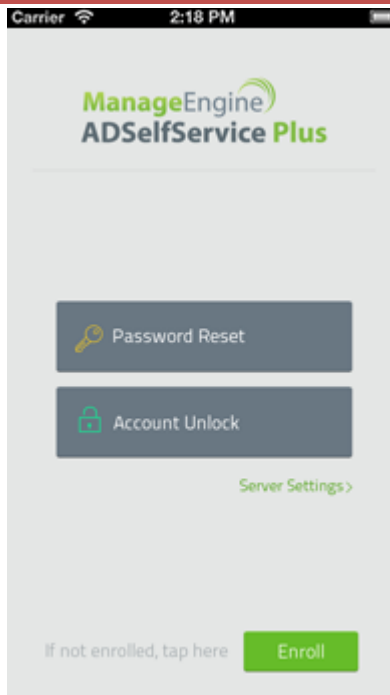 Carrier 2:18 PM
ManageEngine
ADSelfService Plus
Password Reset
Account Unlock
Server Settings >
If not enrolled, tap here Enroll